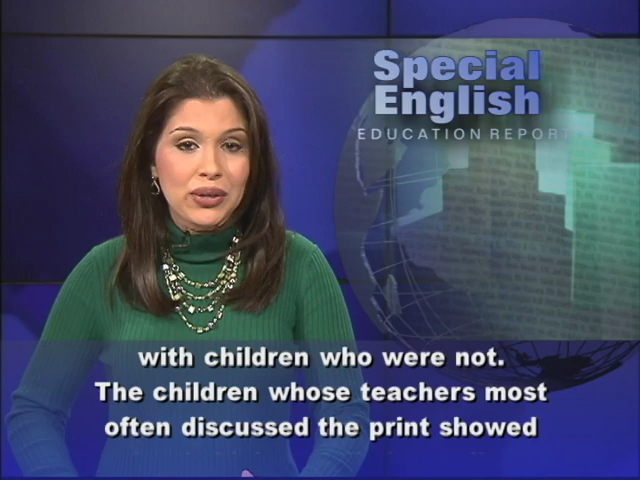 Special
English
EDUCATION REPORT
with children who were not.
The children whose teachers most
often discussed the print showed